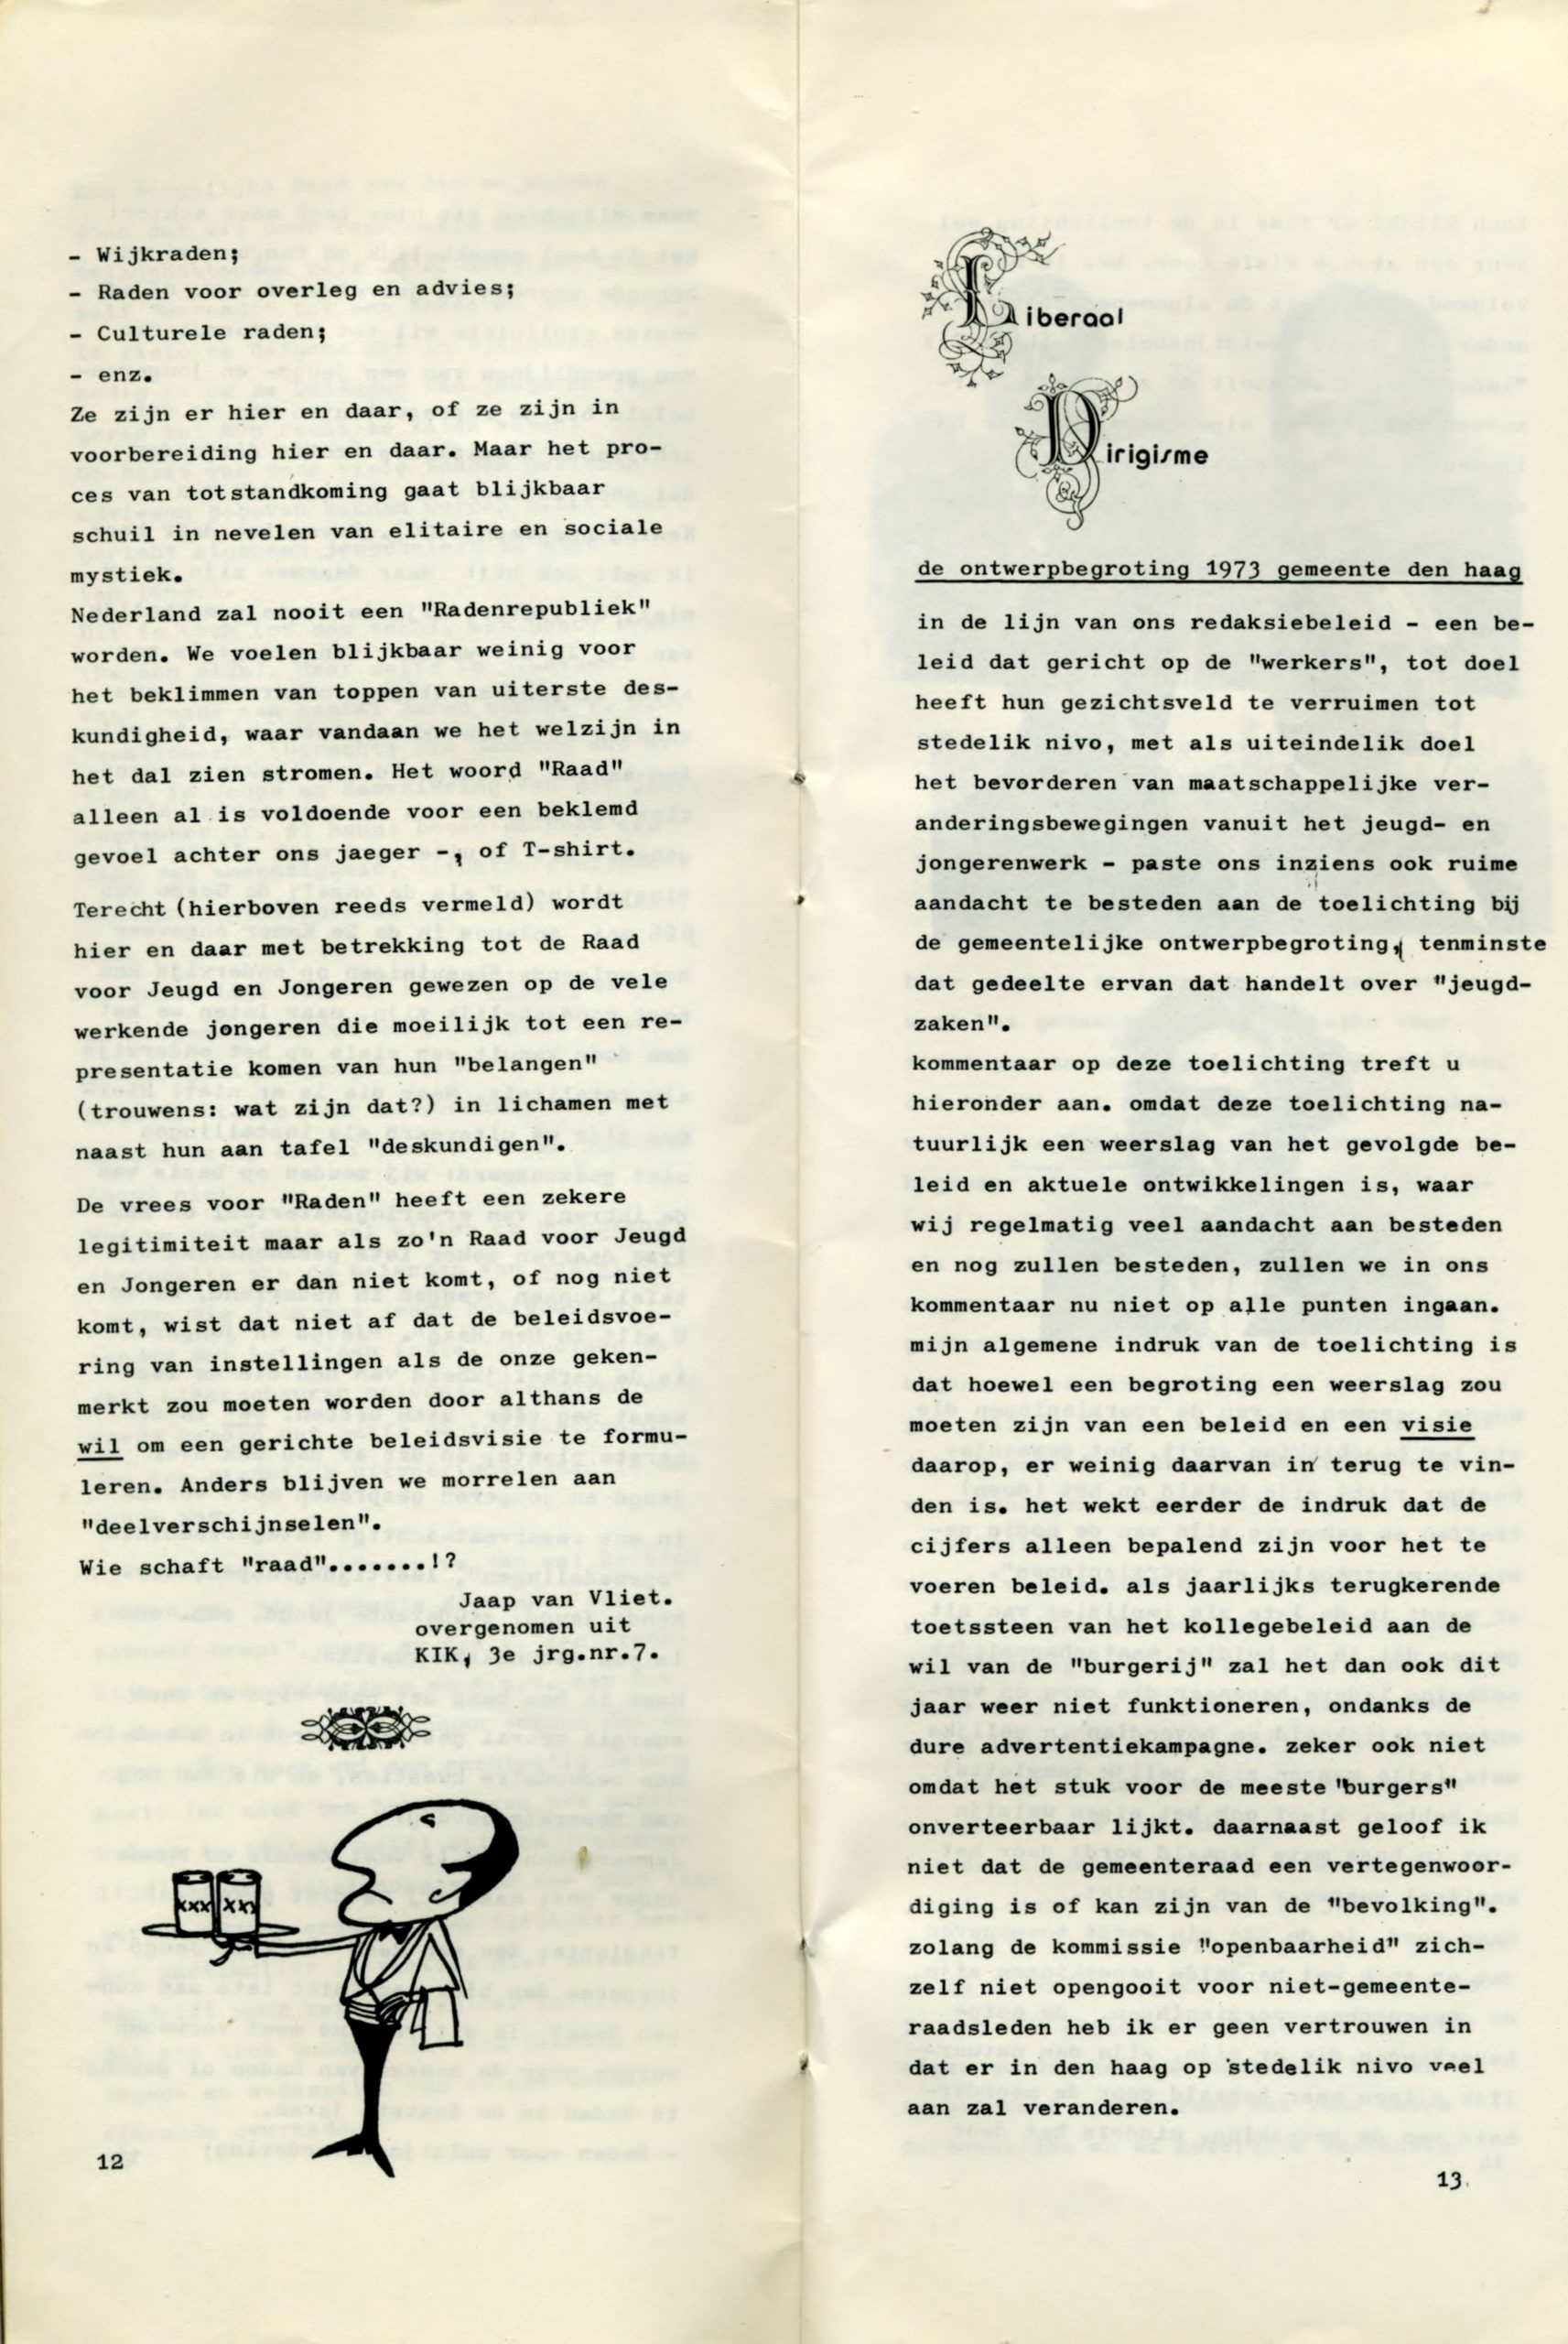 - Wijkraden;
- Raden voor overleg en advies;
- Culturele raden;
- enz.
Ze zijn er hier en daar, of ze zijn in
voorbereiding hier en daar. Maar het pro-
ces van totstandkoming gaat blijkbaar
schuil in nevelen van elitaire en sociale
mystiek.
Nederland zal nooit een "Radenrepubliek"
worden. We voelen blijkbaar weinig voor
het beklimmen van toppen van uiterste des-
kundigheid, waar vandaan we het welzijn in
het dal zien stromen. Het woord "Raad"
alleen al is voldoende voor een beklemd
gevoel achter ons jaeger -, of T-shirt.
Terecht (hierboven reeds vermeld) wordt
hier en daar met betrekking tot de Raad
voor Jeugd en Jongeren gewezen op de vele
werkende jongeren die moeilijk tot een re-
presentatie komen van hun "belangen"
(trouwens: wat zijn dat?) in lichamen met
naast hun aan tafel "deskundigen".
De vrees voor "Raden" heeft een zekere
legitimiteit maar als zo'n Raad voor Jeugd
en Jongeren er dan niet komt, of nog niet
komt, wist dat niet af dat de beleidsvoe-
ring van instellingen als de onze geken-
merkt zou moeten worden door althans de
wil om een gerichte beleidsvisie te formu-
leren. Anders blijven we morrelen aan
"deelverschijnselen".
Wie schaft "raad".......!?
Jaap van Vliet.
overgenomen uit
KIK, 3e jrg.nr.7.
xxx xxx
12
Liberaal
Dirigisme
de ontwerpbegroting 1973 gemeente den haag
in de lijn van ons redaksiebeleid - een be-
leid dat gericht op de "werkers", tot doel
heeft hun gezichtsveld te verruimen tot
stedelik nivo, met als uiteindelik doel
het bevorderen van maatschappelijke ver-
anderingsbewegingen vanuit het jeugd- en
jongerenwerk - paste ons inziens ook ruime
aandacht te besteden aan de toelichting bij
de gemeentelijke ontwerpbegroting, tenminste
dat gedeelte ervan dat handelt over "jeugd-
zaken".
kommentaar op deze toelichting treft u
hieronder aan. omdat deze toelichting na-
tuurlijk een weerslag van het gevolgde be-
leid en aktuele ontwikkelingen is, waar
wij regelmatig veel aandacht aan besteden
en nog zullen besteden, zullen we in ons
kommentaar nu niet op alle punten ingaan.
mijn algemene indruk van de toelichting is
dat hoewel een begroting een weerslag zou
moeten zijn van een beleid en een visie
daarop, er weinig daarvan in terug te vin-
den is. het wekt eerder de indruk dat de
cijfers alleen bepalend zijn voor het te
voeren beleid. als jaarlijks terugkerende
toetssteen van het kollegebeleid aan de
wil van de "burgerij" zal het dan ook dit
jaar weer niet funktioneren, ondanks de
dure advertentiekampagne. zeker ook niet
omdat het stuk voor de meeste "burgers"
onverteerbaar lijkt. daarnaast geloof ik
niet dat de gemeenteraad een vertegenwoor-
diging is of kan zijn van de "bevolking".
zolang de kommissie "openbaarheid" zich-
zelf niet opengooit voor niet-gemeente-
raadsleden heb ik er geen vertrouwen in
dat er in den haag op stedelik nivo veel
aan zal veranderen.
13.